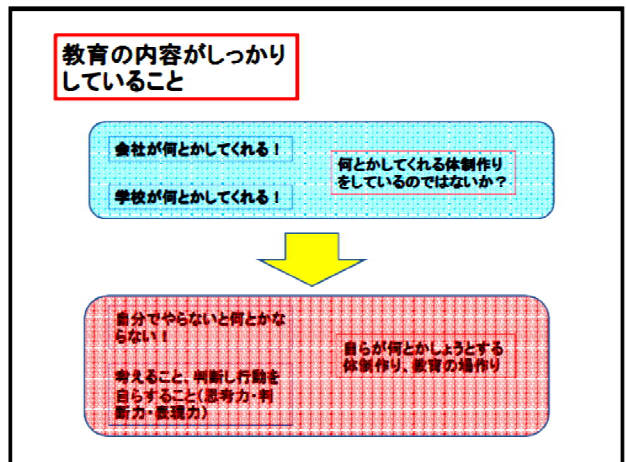 教育の内容がしっかり
していること
会社が何とかしてくれる！
学校が何とかしてくれる！
何とかしてくれる体制作り
をしているのではないか？
自分でやらないと何とかな
らない！
考えること、判断し行動を
自らすること（思考力・判
断力・表現力）
自らが何とかしょうとする
体制作り、教育の場作り